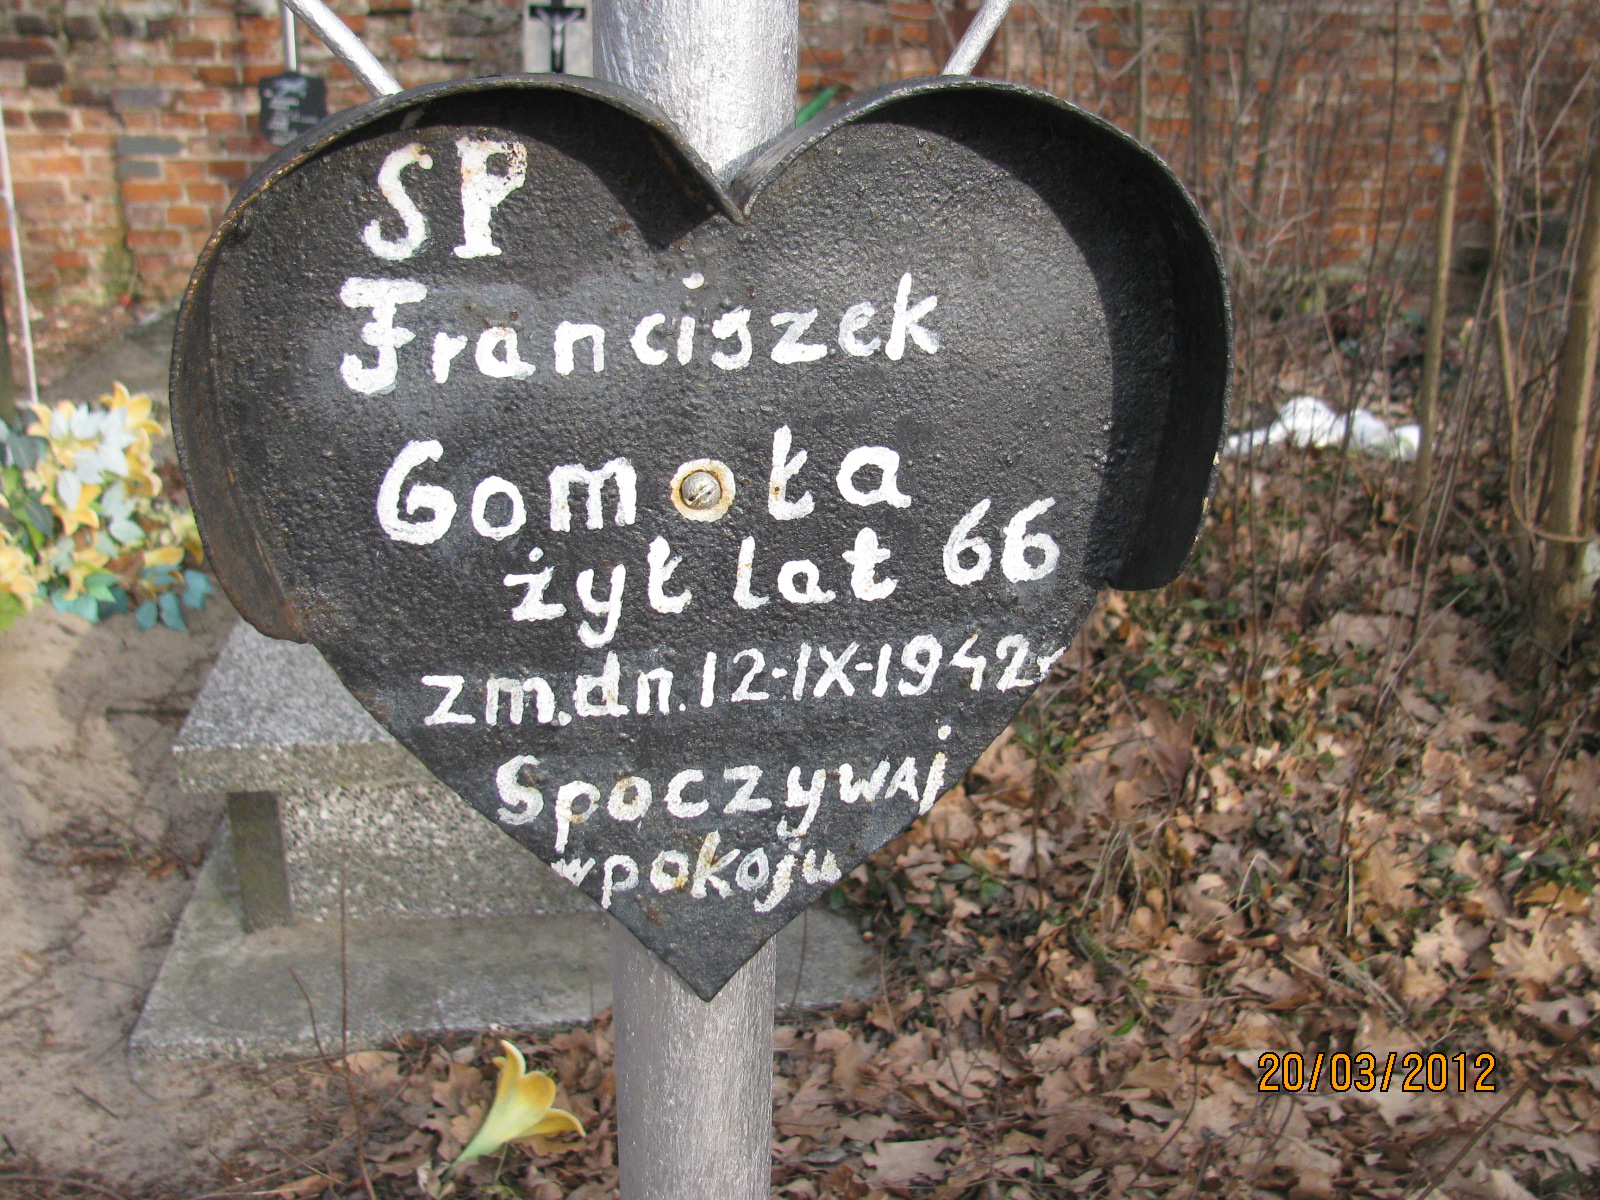 SP
Franciszek
Gomoła
żył lat 66
zm.dn.12-IX-1942r
Spoczywaj
w pokoju
20/03/2012